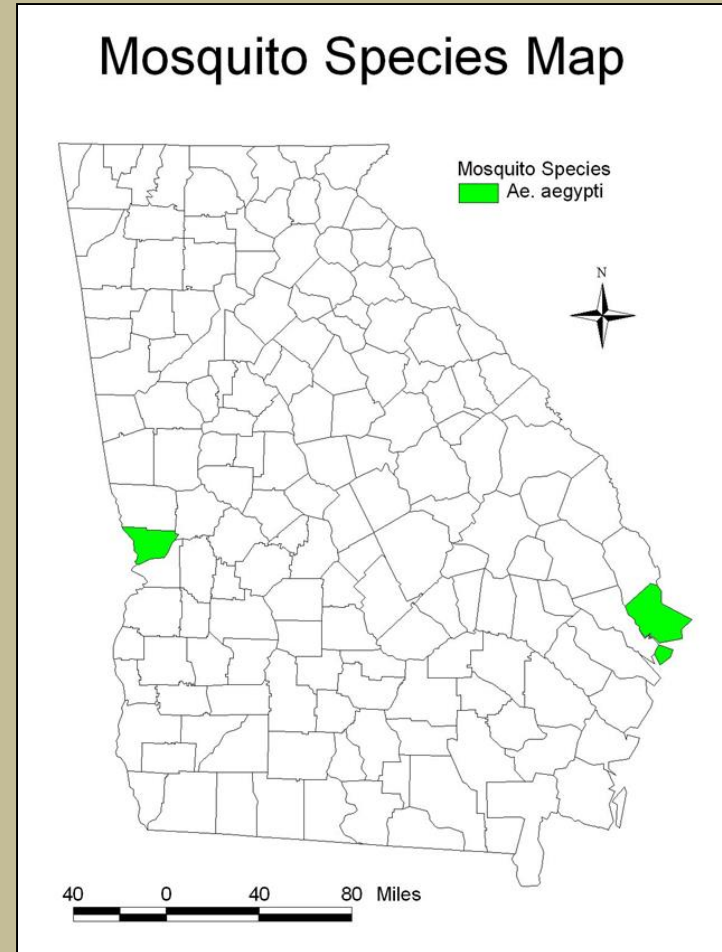 Mosquito Species Map
Mosquito Species
Ae. aegypti
N
40 0 40 80 Miles